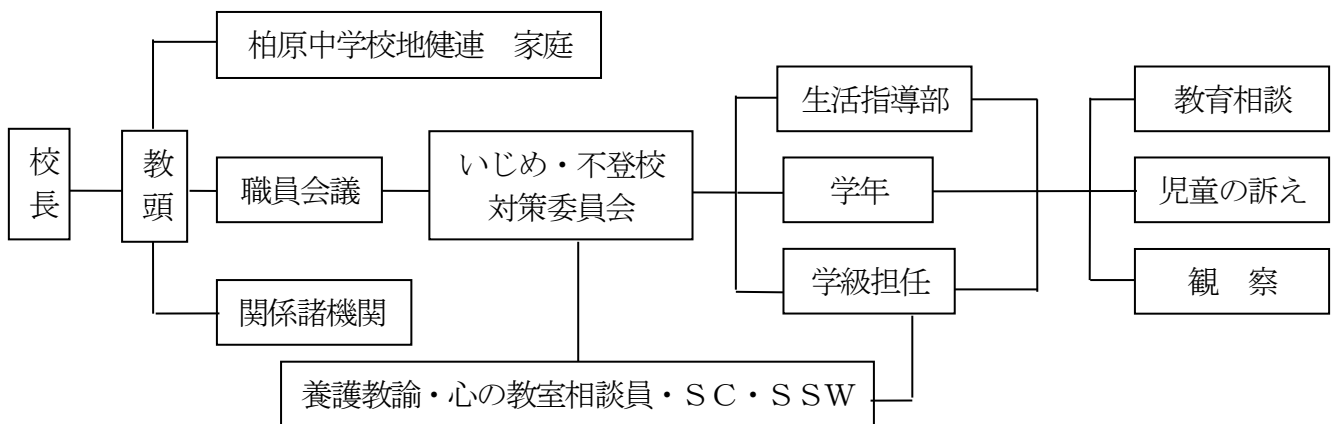 柏原中学校地健連　家庭
校長
教頭
職員会議
関係諸機関
いじめ・不登校
対策委員会
生活指導部
学年
学級担任
教育相談
児童の訴え
観　察
養護教諭・心の教室相談員・ＳＣ・ＳＳＷ